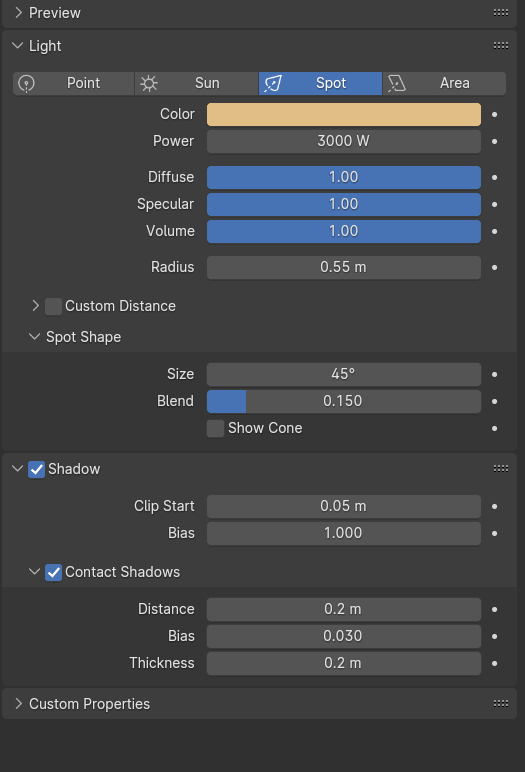 Preview
Light
Point Sun Spot Area
Color
Power 3000 W
Diffuse 1.00
Specular 1.00
Volume 1.00
Radius 0.55 m
Custom Distance
Spot Shape
Size 45°
Blend 0.150
Show Cone
Shadow
Clip Start 0.05 m
Bias 1.000
Contact Shadows
Distance 0.2 m
Bias 0.030
Thickness 0.2 m
Custom Properties